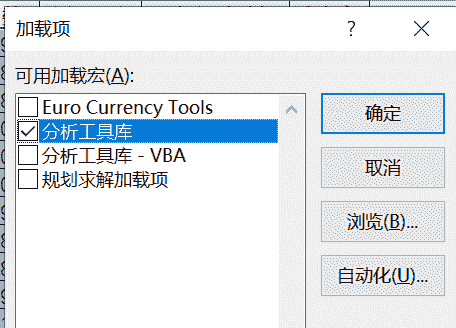 加载项
可用加载宏(A):
Euro Currency Tools
分析工具库
分析工具库 - VBA
规划求解加载项
确定
取消
浏览(B)...
自动化(U)...